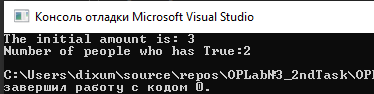 Консоль отладки Microsoft Visual Studio
The initial amount is: 3
Number of people who has True:2
C:\Users\dixum\source\repos\OPLab№3_2ndTask\OPL
завершил работу с кодом 0.